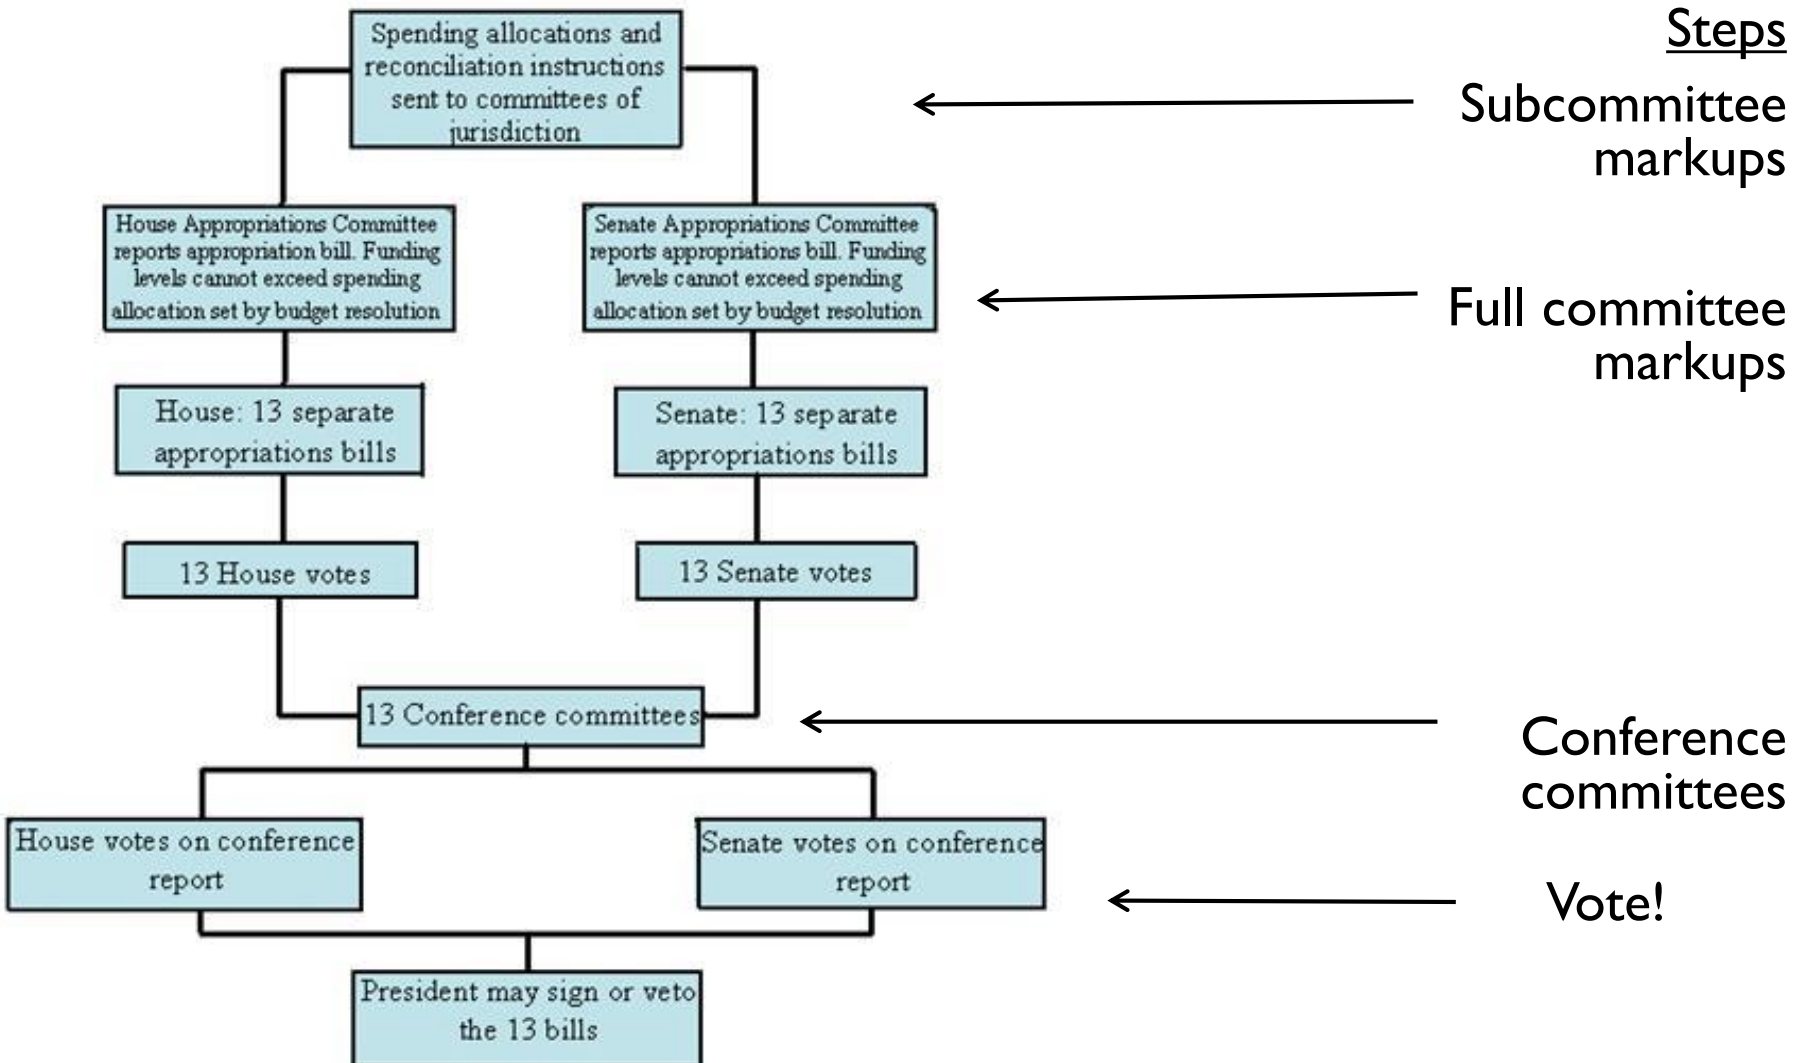 Steps
Spending allocations and
reconciliation instructions
sent to committees of
jurisdiction
Subcommittee
markups
House Appropriations Committee
reports appropriation bill. Funding
levels cannot exceed spending
allocation set by budget resolution
Senate Appropriations Committee
reports appropriations bill. Funding
levels cannot exceed spending
allocation set by budget resolution
Full committee
markups
House: 13 separate
appropriations bills
Senate: 13 separate
appropriations bills
13 House votes
13 Senate votes
13 Conference committees
Conference
committees
House votes on conference
report
Senate votes on conference
report
Vote!
President may sign or veto
the 13 bills